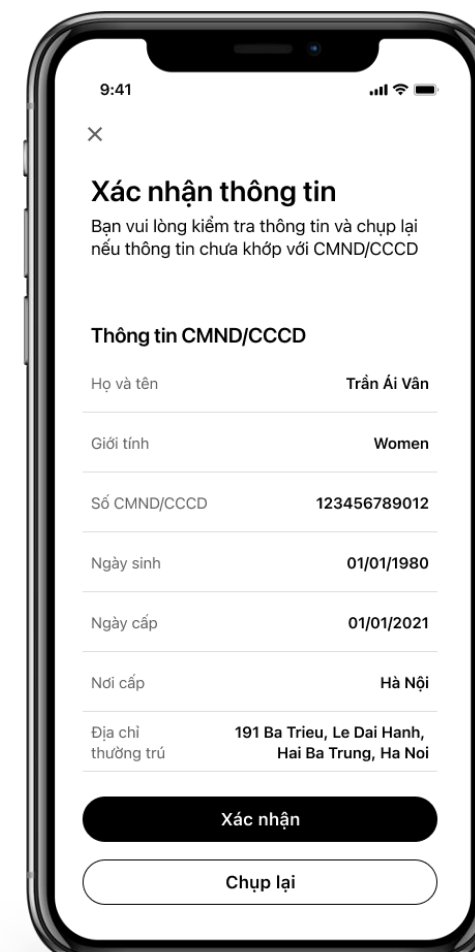 9:41
Xác nhận thông tin
Bạn vui lòng kiểm tra thông tin và chụp lại
nếu thông tin chưa khớp với CMND/CCCD
Thông tin CMND/CCCD
Họ và tên Trần Ái Vân
Giới tính Women
Số CMND/CCCD 123456789012
Ngày sinh 01/01/1980
Ngày cấp 01/01/2021
Nơi cấp Hà Nội
Địa chỉ
thường trú
191 Ba Trieu, Le Dai Hanh,
Hai Ba Trung, Ha Noi
Xác nhận
Chụp lại